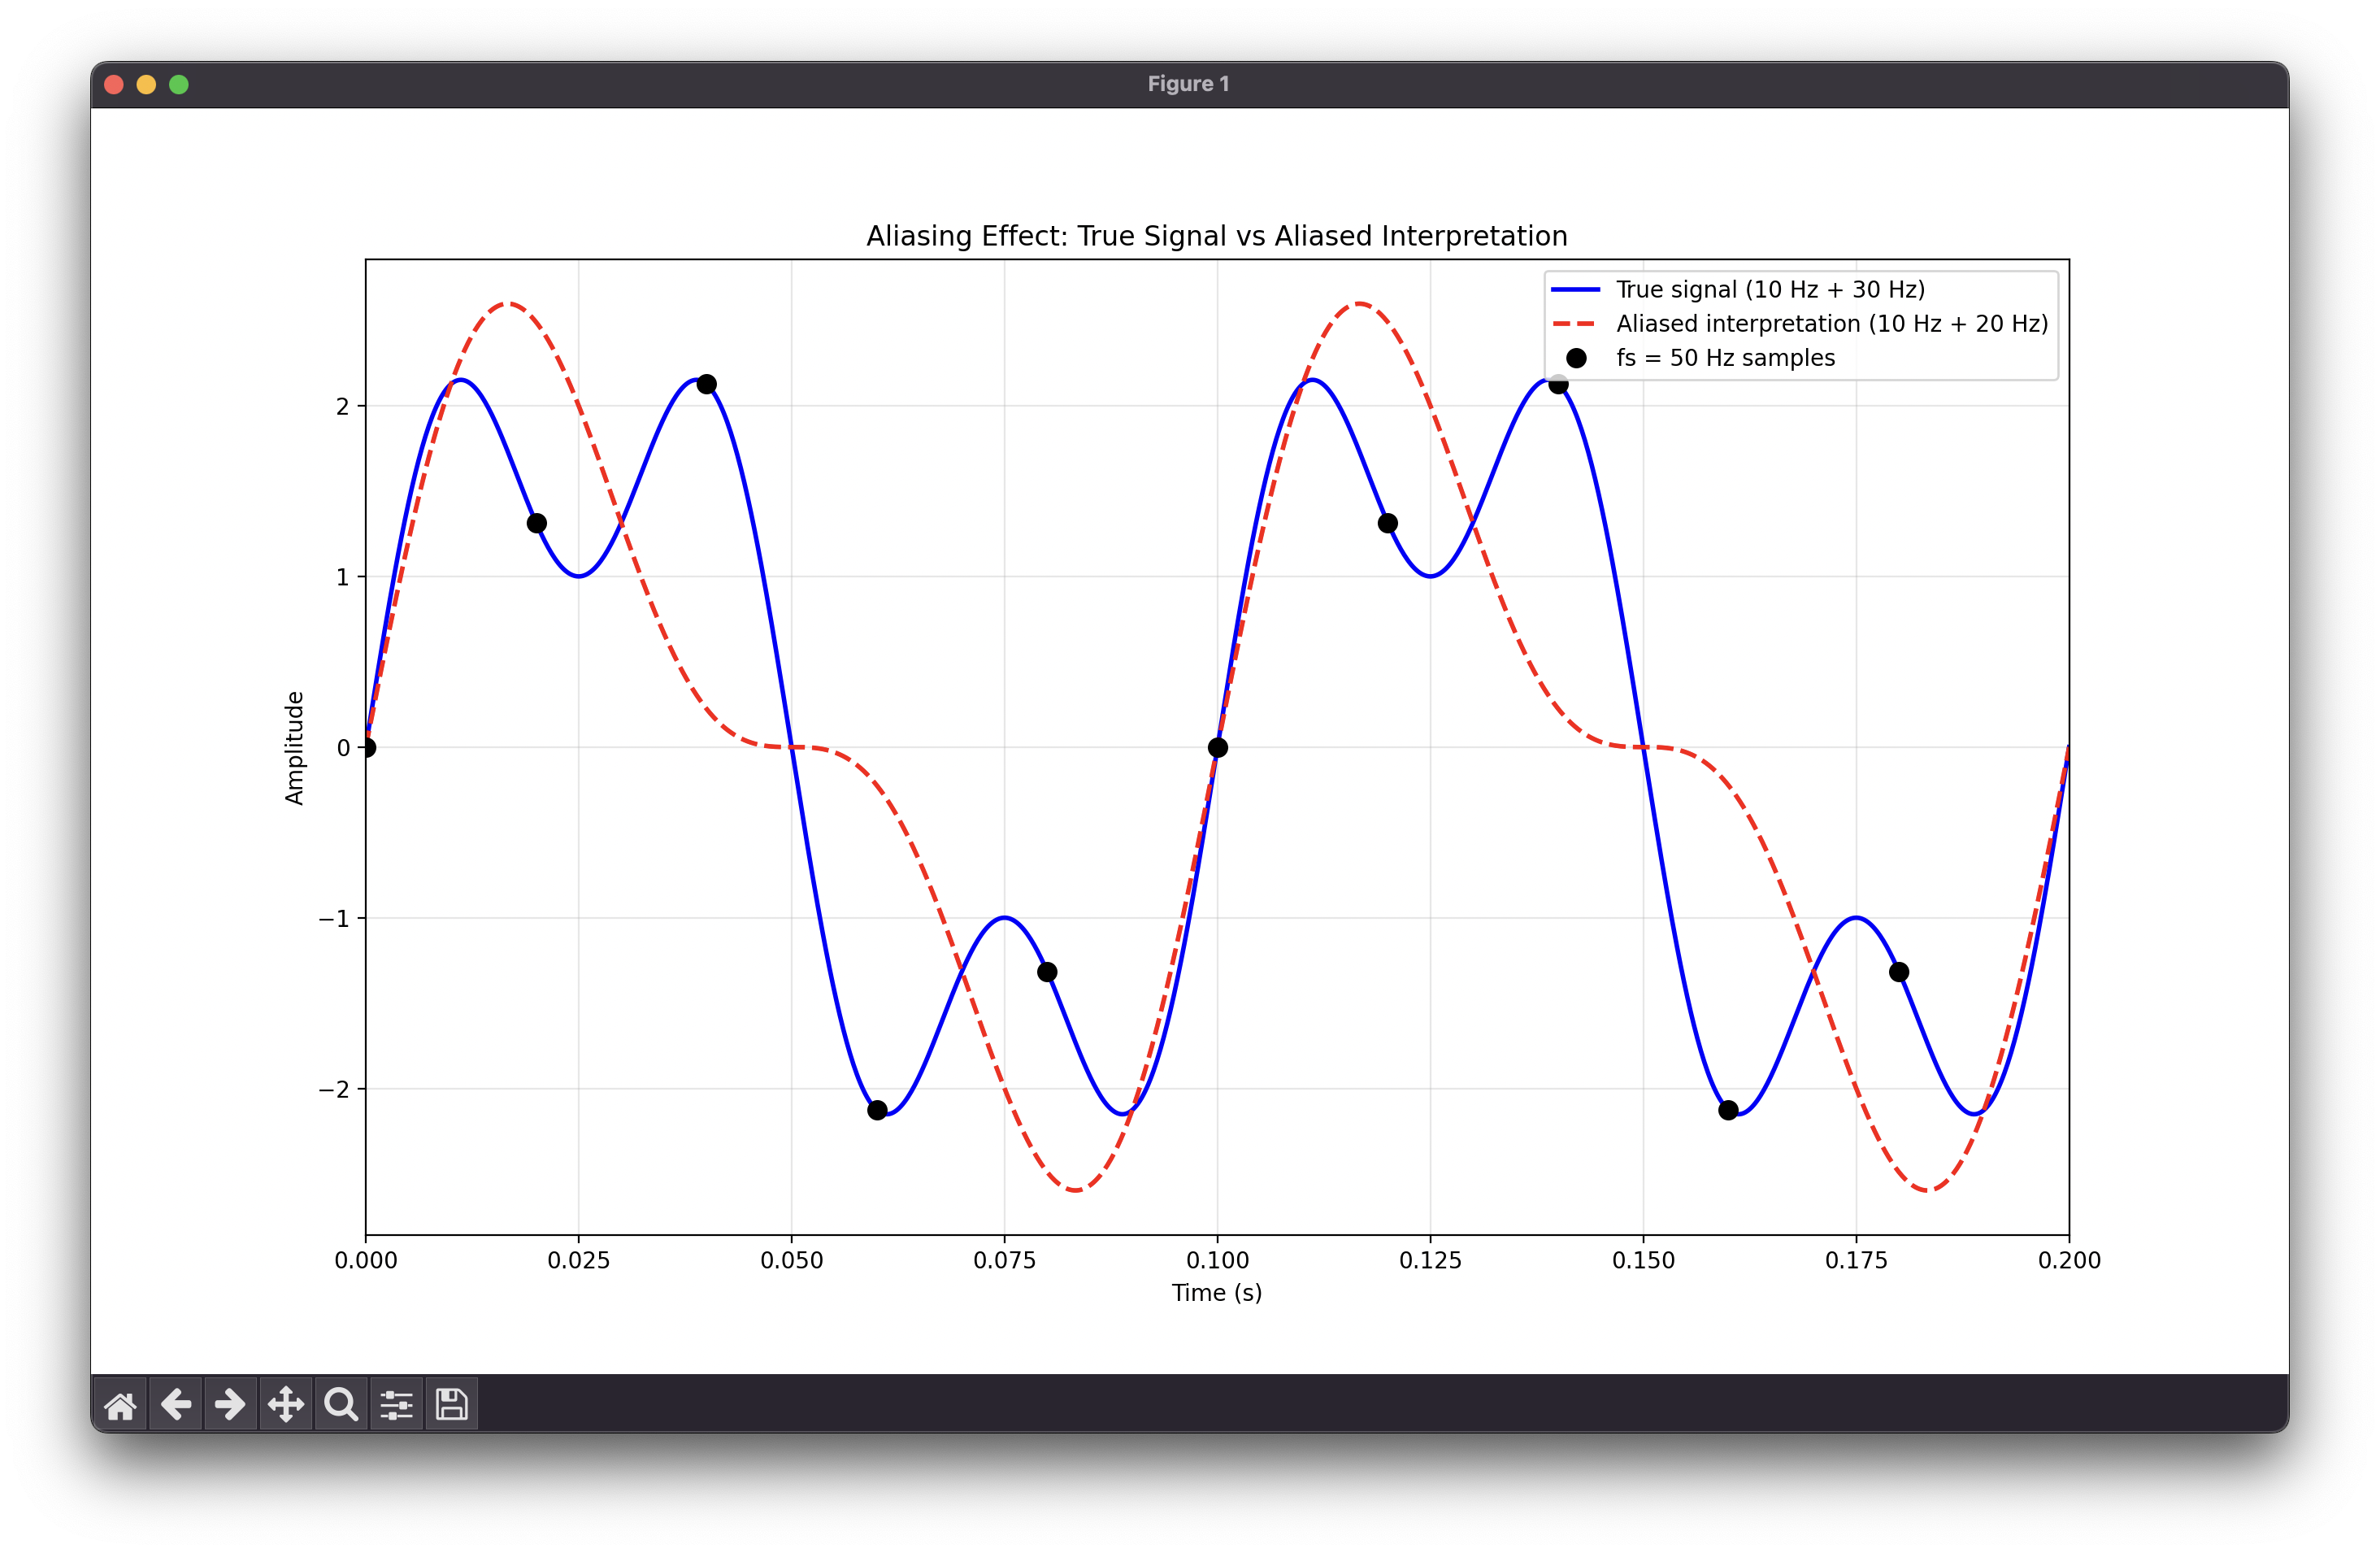 Figure 1
Aliasing Effect: True Signal vs Aliased Interpretation
True signal (10 Hz + 30 Hz)
Aliased interpretation (10 Hz + 20 Hz)
fs = 50 Hz samples
Amplitude
2
1
0
−1
−2
0.000 0.025 0.050 0.075 0.100 0.125 0.150 0.175 0.200
Time (s)